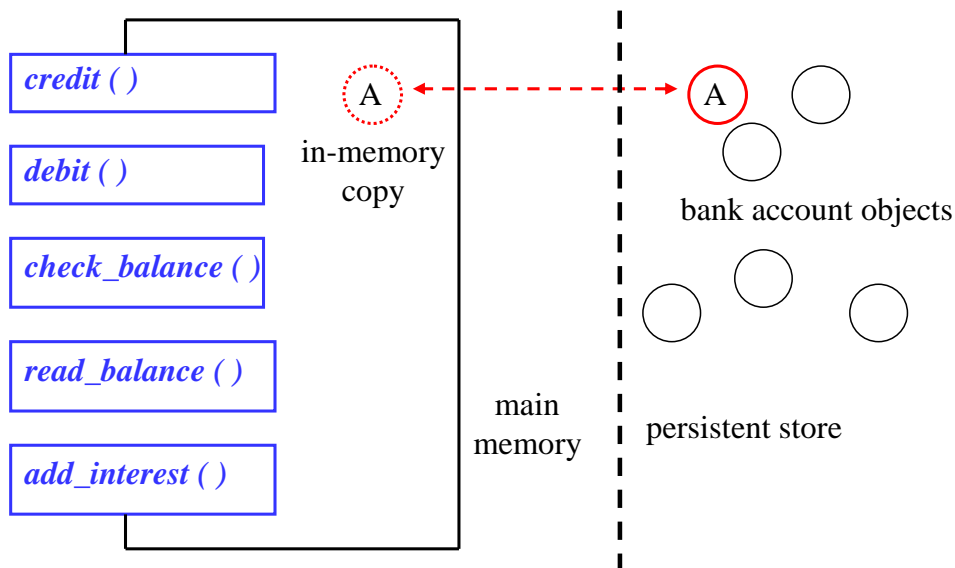 credit ( )
debit ( )
check_balance ( )
read_balance ( )
add_interest ( )
A
in-memory
copy
main
memory
A
bank account objects
persistent store